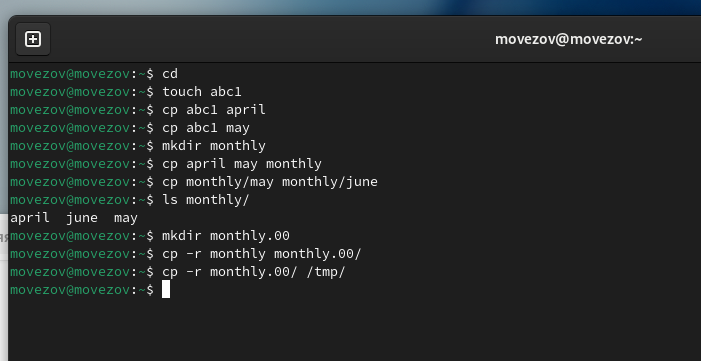 movezov@movezov:~
movezov@movezov:~$ cd
movezov@movezov:~$ touch abc1
movezov@movezov:~$ cp abc1 april
movezov@movezov:~$ cp abc1 may
movezov@movezov:~$ mkdir monthly
movezov@movezov:~$ cp april may monthly
movezov@movezov:~$ cp monthly/may monthly/june
movezov@movezov:~$ ls monthly/
april  june  may
movezov@movezov:~$ mkdir monthly.00
movezov@movezov:~$ cp -r monthly monthly.00/
movezov@movezov:~$ cp -r monthly.00/ /tmp/
movezov@movezov:~$